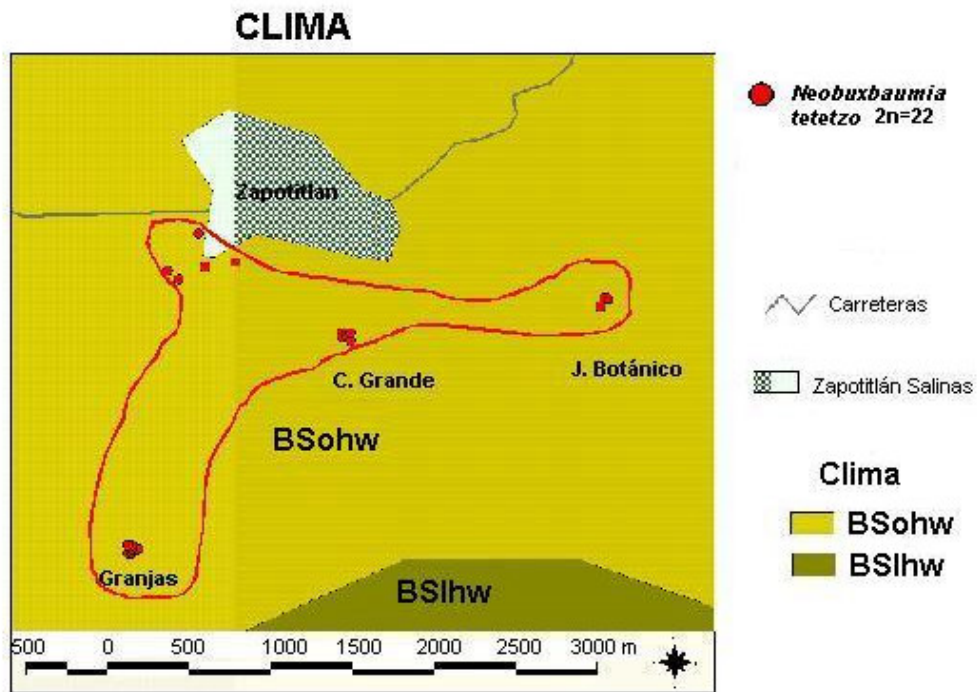 CLIMA
Neobuxbaumia
tetetzo 2n=22
Zapotitlan
Carreteras
J. Botánico
C. Grande
Zapotitlán Salinas
BSohw
Clima
BSohw
BSlhw
Granjas
BSlhw
500 0 500 1000 1500 2000 2500 3000 m